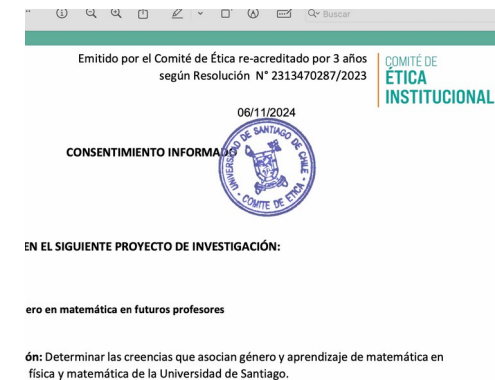 Buscar
Emitido por el Comité de Ética re-acreditado por 3 años
según Resolución N° 2313470287/2023
COMITÉ DE
ÉTICA
INSTITUCIONAL
06/11/2024
UNIVERSIDAD DE SANTIAGO DE CHILE
COMITE DE ETICA
CONSENTIMIENTO INFORMADO
EN EL SIGUIENTE PROYECTO DE INVESTIGACIÓN:
ero en matemática en futuros profesores
ón: Determinar las creencias que asocian género y aprendizaje de matemática en
física y matemática de la Universidad de Santiago.